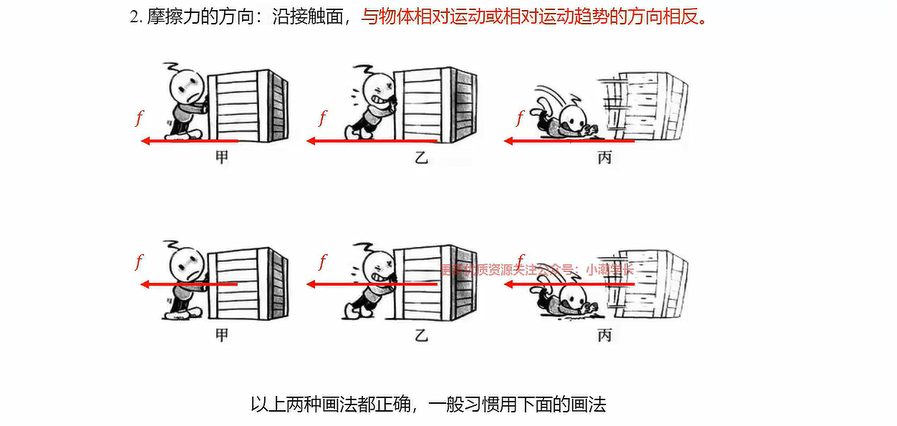 2. 摩擦力的方向：沿接触面，与物体相对运动或相对运动趋势的方向相反。
f
f
f
甲
乙
丙
f
f
f
优质资源关注公众号：小潮学长
甲
乙
丙
以上两种画法都正确，一般习惯用下面的画法